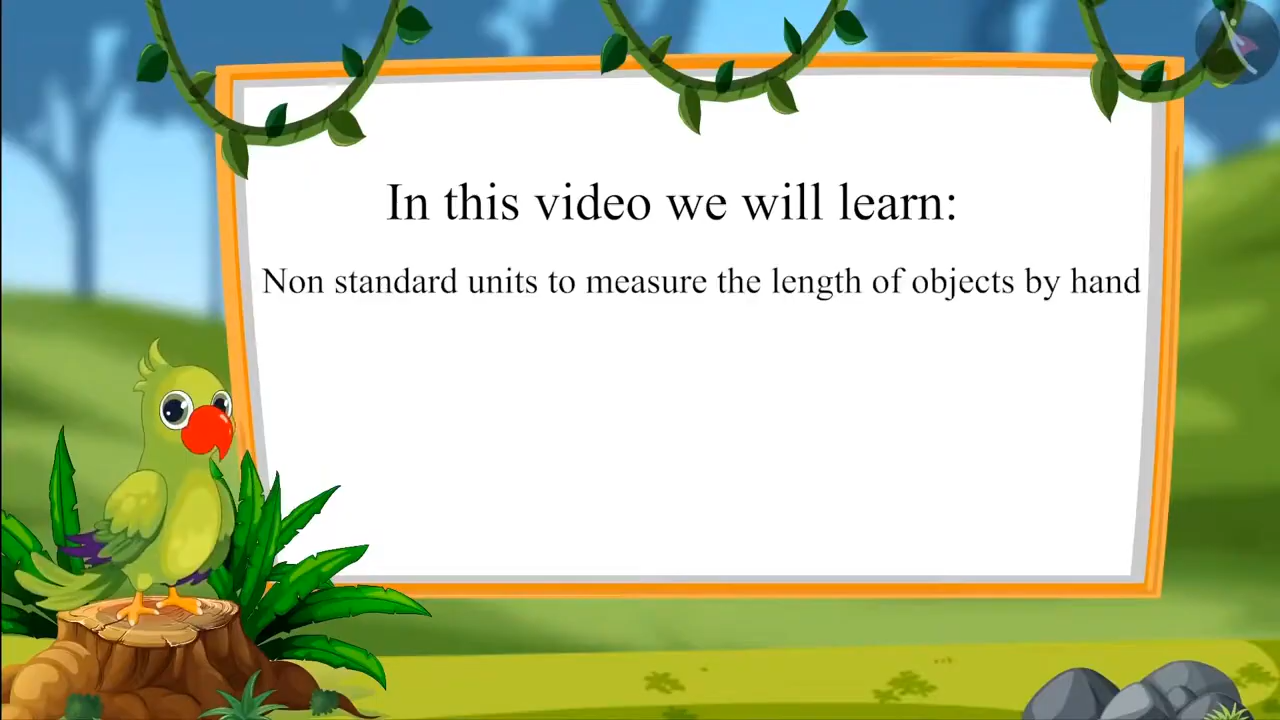 In this video we will learn:
Non standard units to measure the length of objects by hand